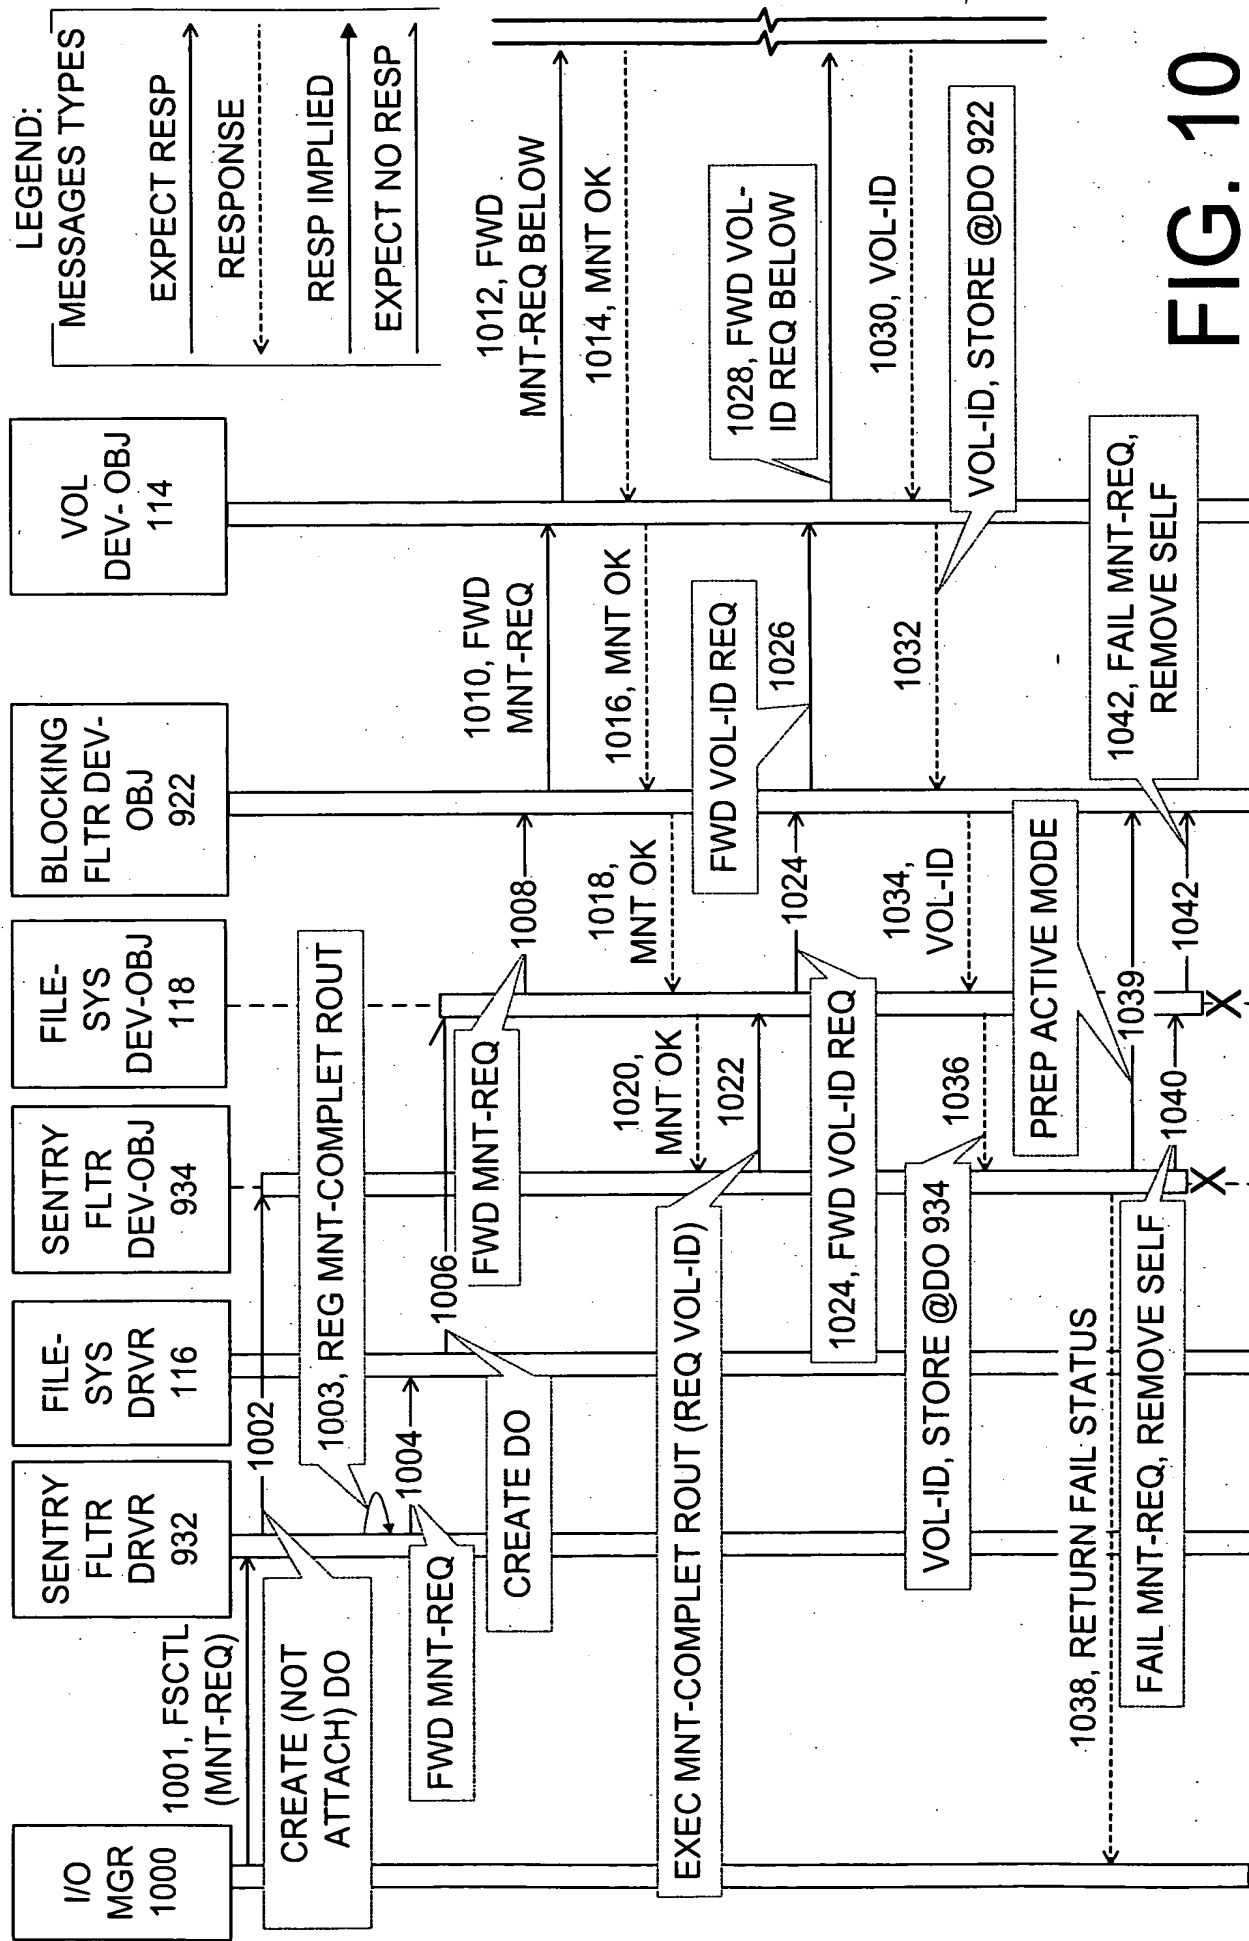 LEGEND:
MESSAGES TYPES
EXPECT RESP
RESPONSE
RESP IMPLIED
EXPECT NO RESP
I/O
MGR
1000
SENTRY
FLTR
DRVR
932
FILE-
SYS
DRVR
116
SENTRY
FLTR
DEV-OBJ
934
FILE-
SYS
DEV-OBJ
118
BLOCKING
FLTR DEV-
OBJ
922
VOL
DEV- OBJ
114
1001, FSCTL
(MNT-REQ)
1002
CREATE (NOT
ATTACH) DO
1003, REG MNT-COMPLET ROUT
1004
FWD MNT-REQ
1006
CREATE DO
FWD MNT-REQ
1008
1010, FWD
MNT-REQ
1012, FWD
MNT-REQ BELOW
1014, MNT OK
1016, MNT OK
1018,
MNT OK
1020,
MNT OK
EXEC MNT-COMPLET ROUT (REQ VOL-ID)
1022
1024
1024, FWD VOL-ID REQ
FWD VOL-ID REQ
1026
1028, FWD VOL-
ID REQ BELOW
1030, VOL-ID
1032
VOL-ID, STORE @DO 922
1034,
VOL-ID
1036
VOL-ID, STORE @DO 934
1038, RETURN FAIL STATUS
PREP ACTIVE MODE
1039
1040
FAIL MNT-REQ, REMOVE SELF
1042
1042, FAIL MNT-REQ,
REMOVE SELF
X
X
FIG. 10